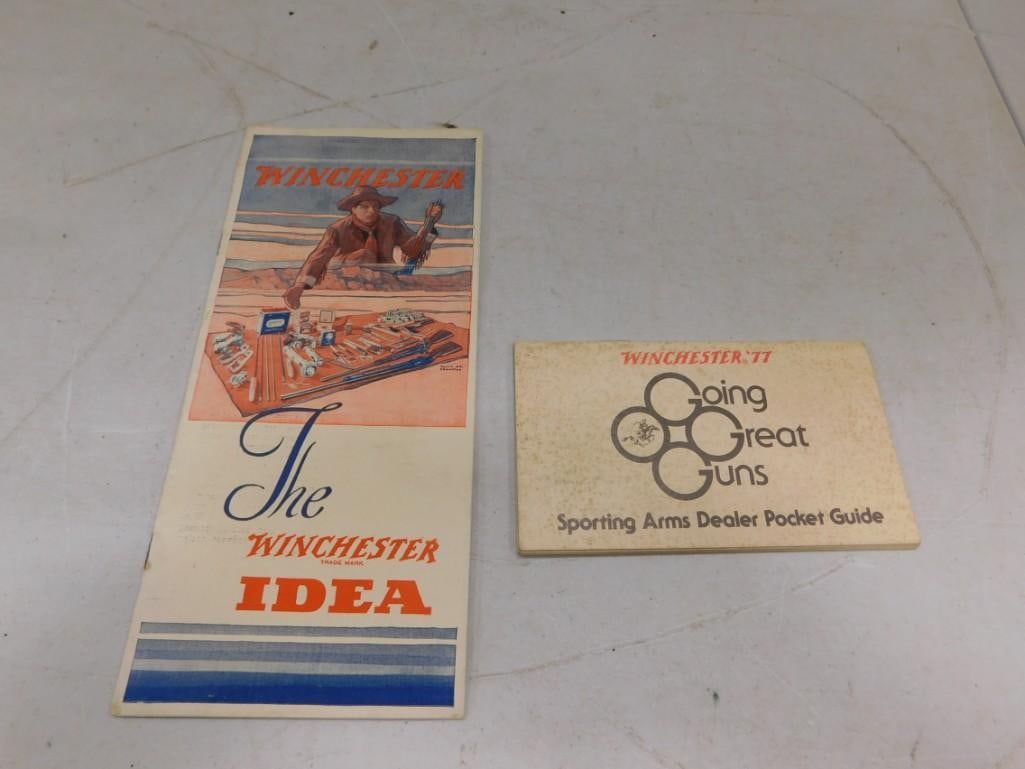 WINCHESTER
The
WINCHESTER
TRADE MARK
IDEA
WINCHESTER '77
Going
Great
Guns
Sporting Arms Dealer Pocket Guide